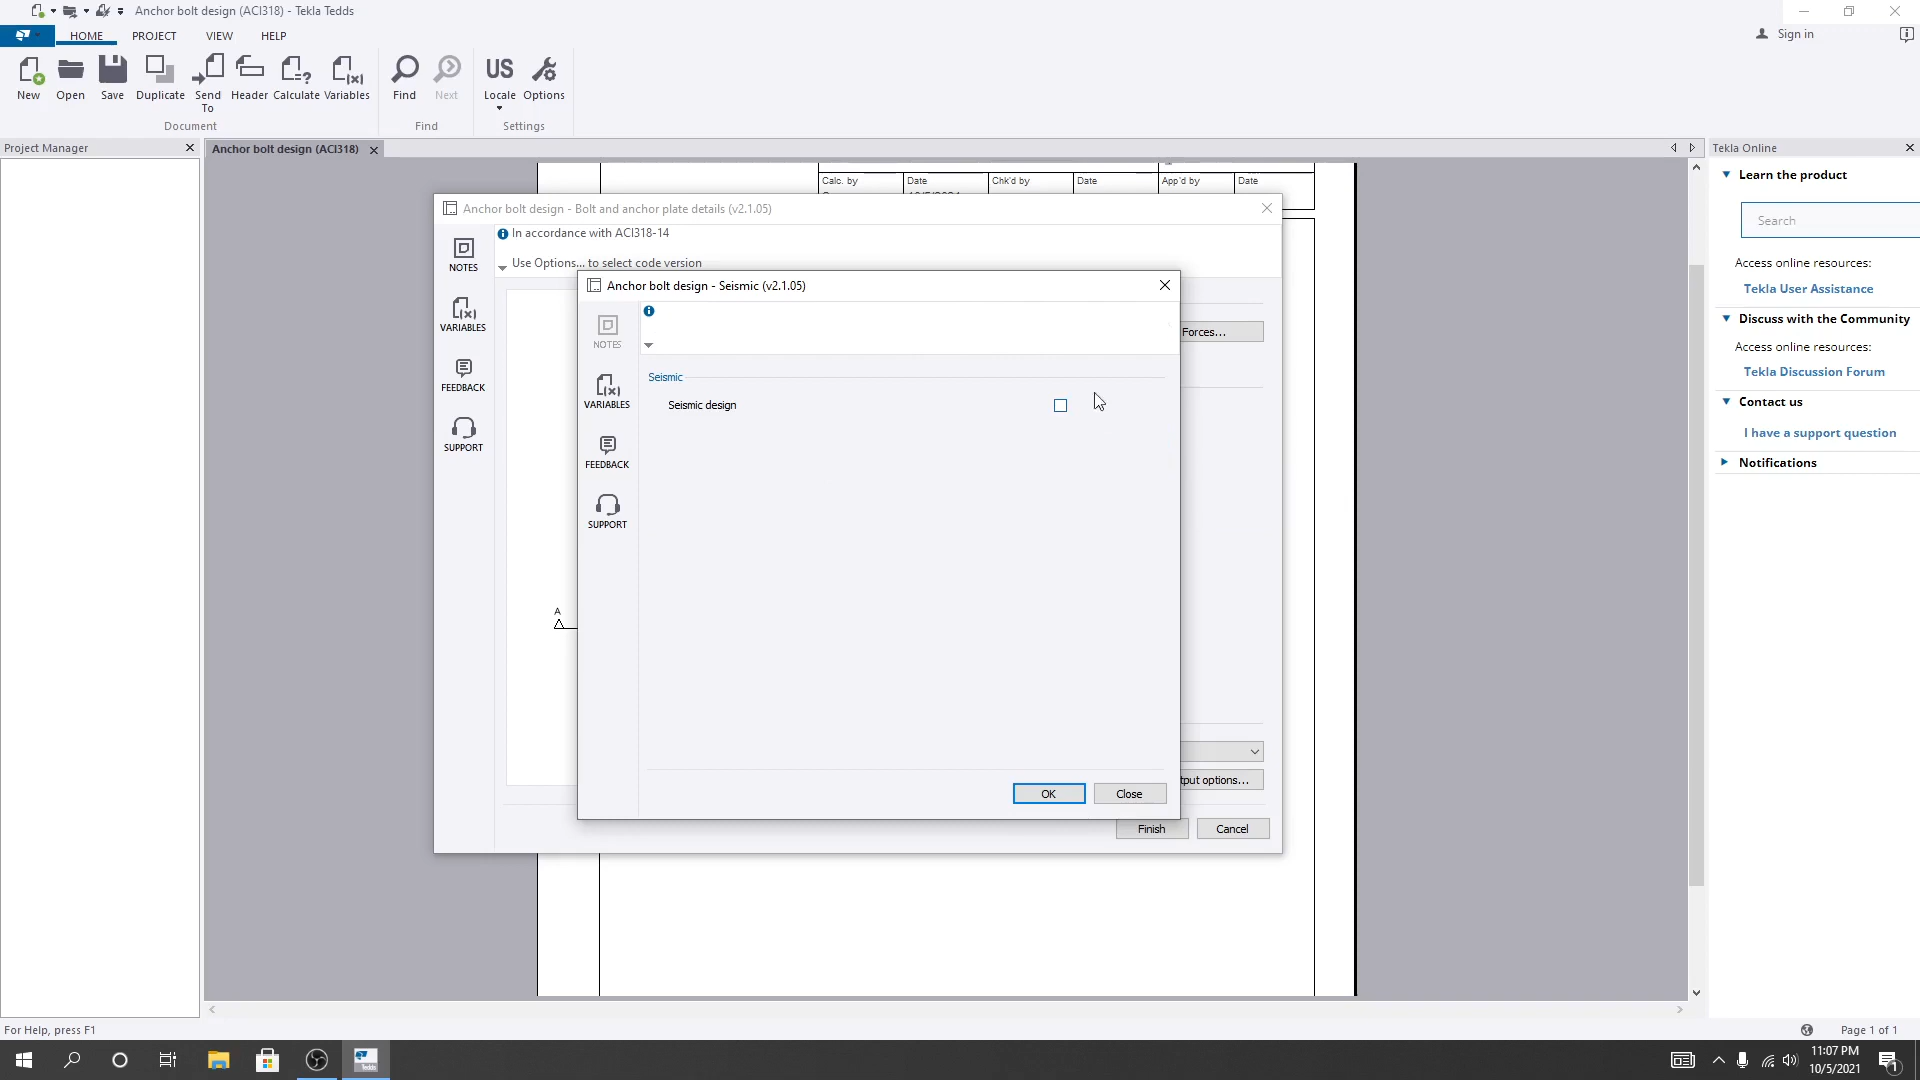 Anchor bolt design (ACI318) - Tekla Tedds
HOME PROJECT VIEW HELP
Sign in
New Open Save Duplicate Send To Header Calculate Variables
Document
Find Next
Find
US
Locale Options
Settings
Project Manager
Anchor bolt design (ACI318)
Calc. by Date Chk'd by Date App'd by Date
Anchor bolt design - Bolt and anchor plate details (v2.1.05)
NOTES
VARIABLES
FEEDBACK
SUPPORT
In accordance with ACI318-14
Use Options... to select code version
Forces...
A
tput options...
Finish Cancel
Anchor bolt design - Seismic (v2.1.05)
NOTES
VARIABLES
FEEDBACK
SUPPORT
Seismic
Seismic design
OK Close
Tekla Online
Learn the product
Search
Access online resources:
Tekla User Assistance
Discuss with the Community
Access online resources:
Tekla Discussion Forum
Contact us
I have a support question
Notifications
For Help, press F1
Page 1 of 1
Tedds
11:07 PM
10/5/2021
1